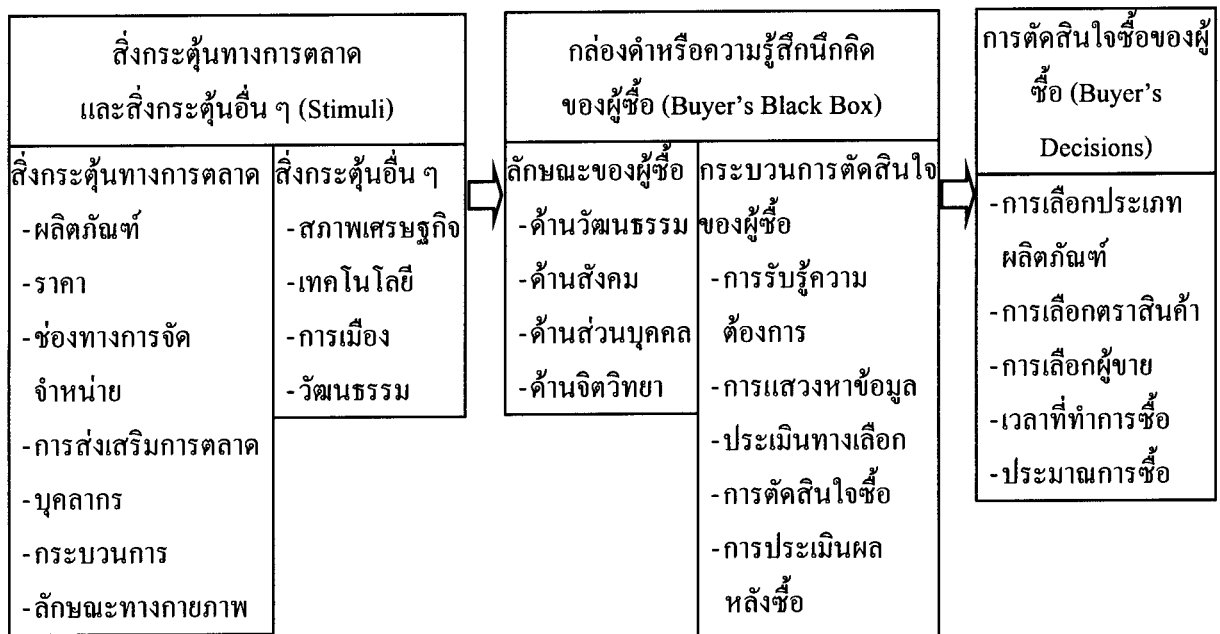 สิ่งกระตุ้นทางการตลาด
และสิ่งกระตุ้นอื่น ๆ (Stimuli)
สิ่งกระตุ้นทางการตลาด
-ผลิตภัณฑ์
-ราคา
-ช่องทางการจัด
จำหน่าย
-การส่งเสริมการตลาด
-บุคลากร
-กระบวนการ
-ลักษณะทางกายภาพ
สิ่งกระตุ้นอื่น ๆ
-สภาพเศรษฐกิจ
-เทคโนโลยี
-การเมือง
-วัฒนธรรม
กล่องดำหรือความรู้สึกนึกคิด
ของผู้ซื้อ (Buyer's Black Box)
ลักษณะของผู้ซื้อ
-ด้านวัฒนธรรม
-ด้านสังคม
-ด้านส่วนบุคคล
-ด้านจิตวิทยา
กระบวนการตัดสินใจ
ของผู้ซื้อ
-การรับรู้ความ
ต้องการ
-การแสวงหาข้อมูล
-ประเมินทางเลือก
-การตัดสินใจซื้อ
-การประเมินผล
หลังซื้อ
การตัดสินใจซื้อของผู้
ซื้อ (Buyer's
Decisions)
-การเลือกประเภท
ผลิตภัณฑ์
-การเลือกตราสินค้า
-การเลือกผู้ขาย
-เวลาที่ทำการซื้อ
-ประมาณการซื้อ